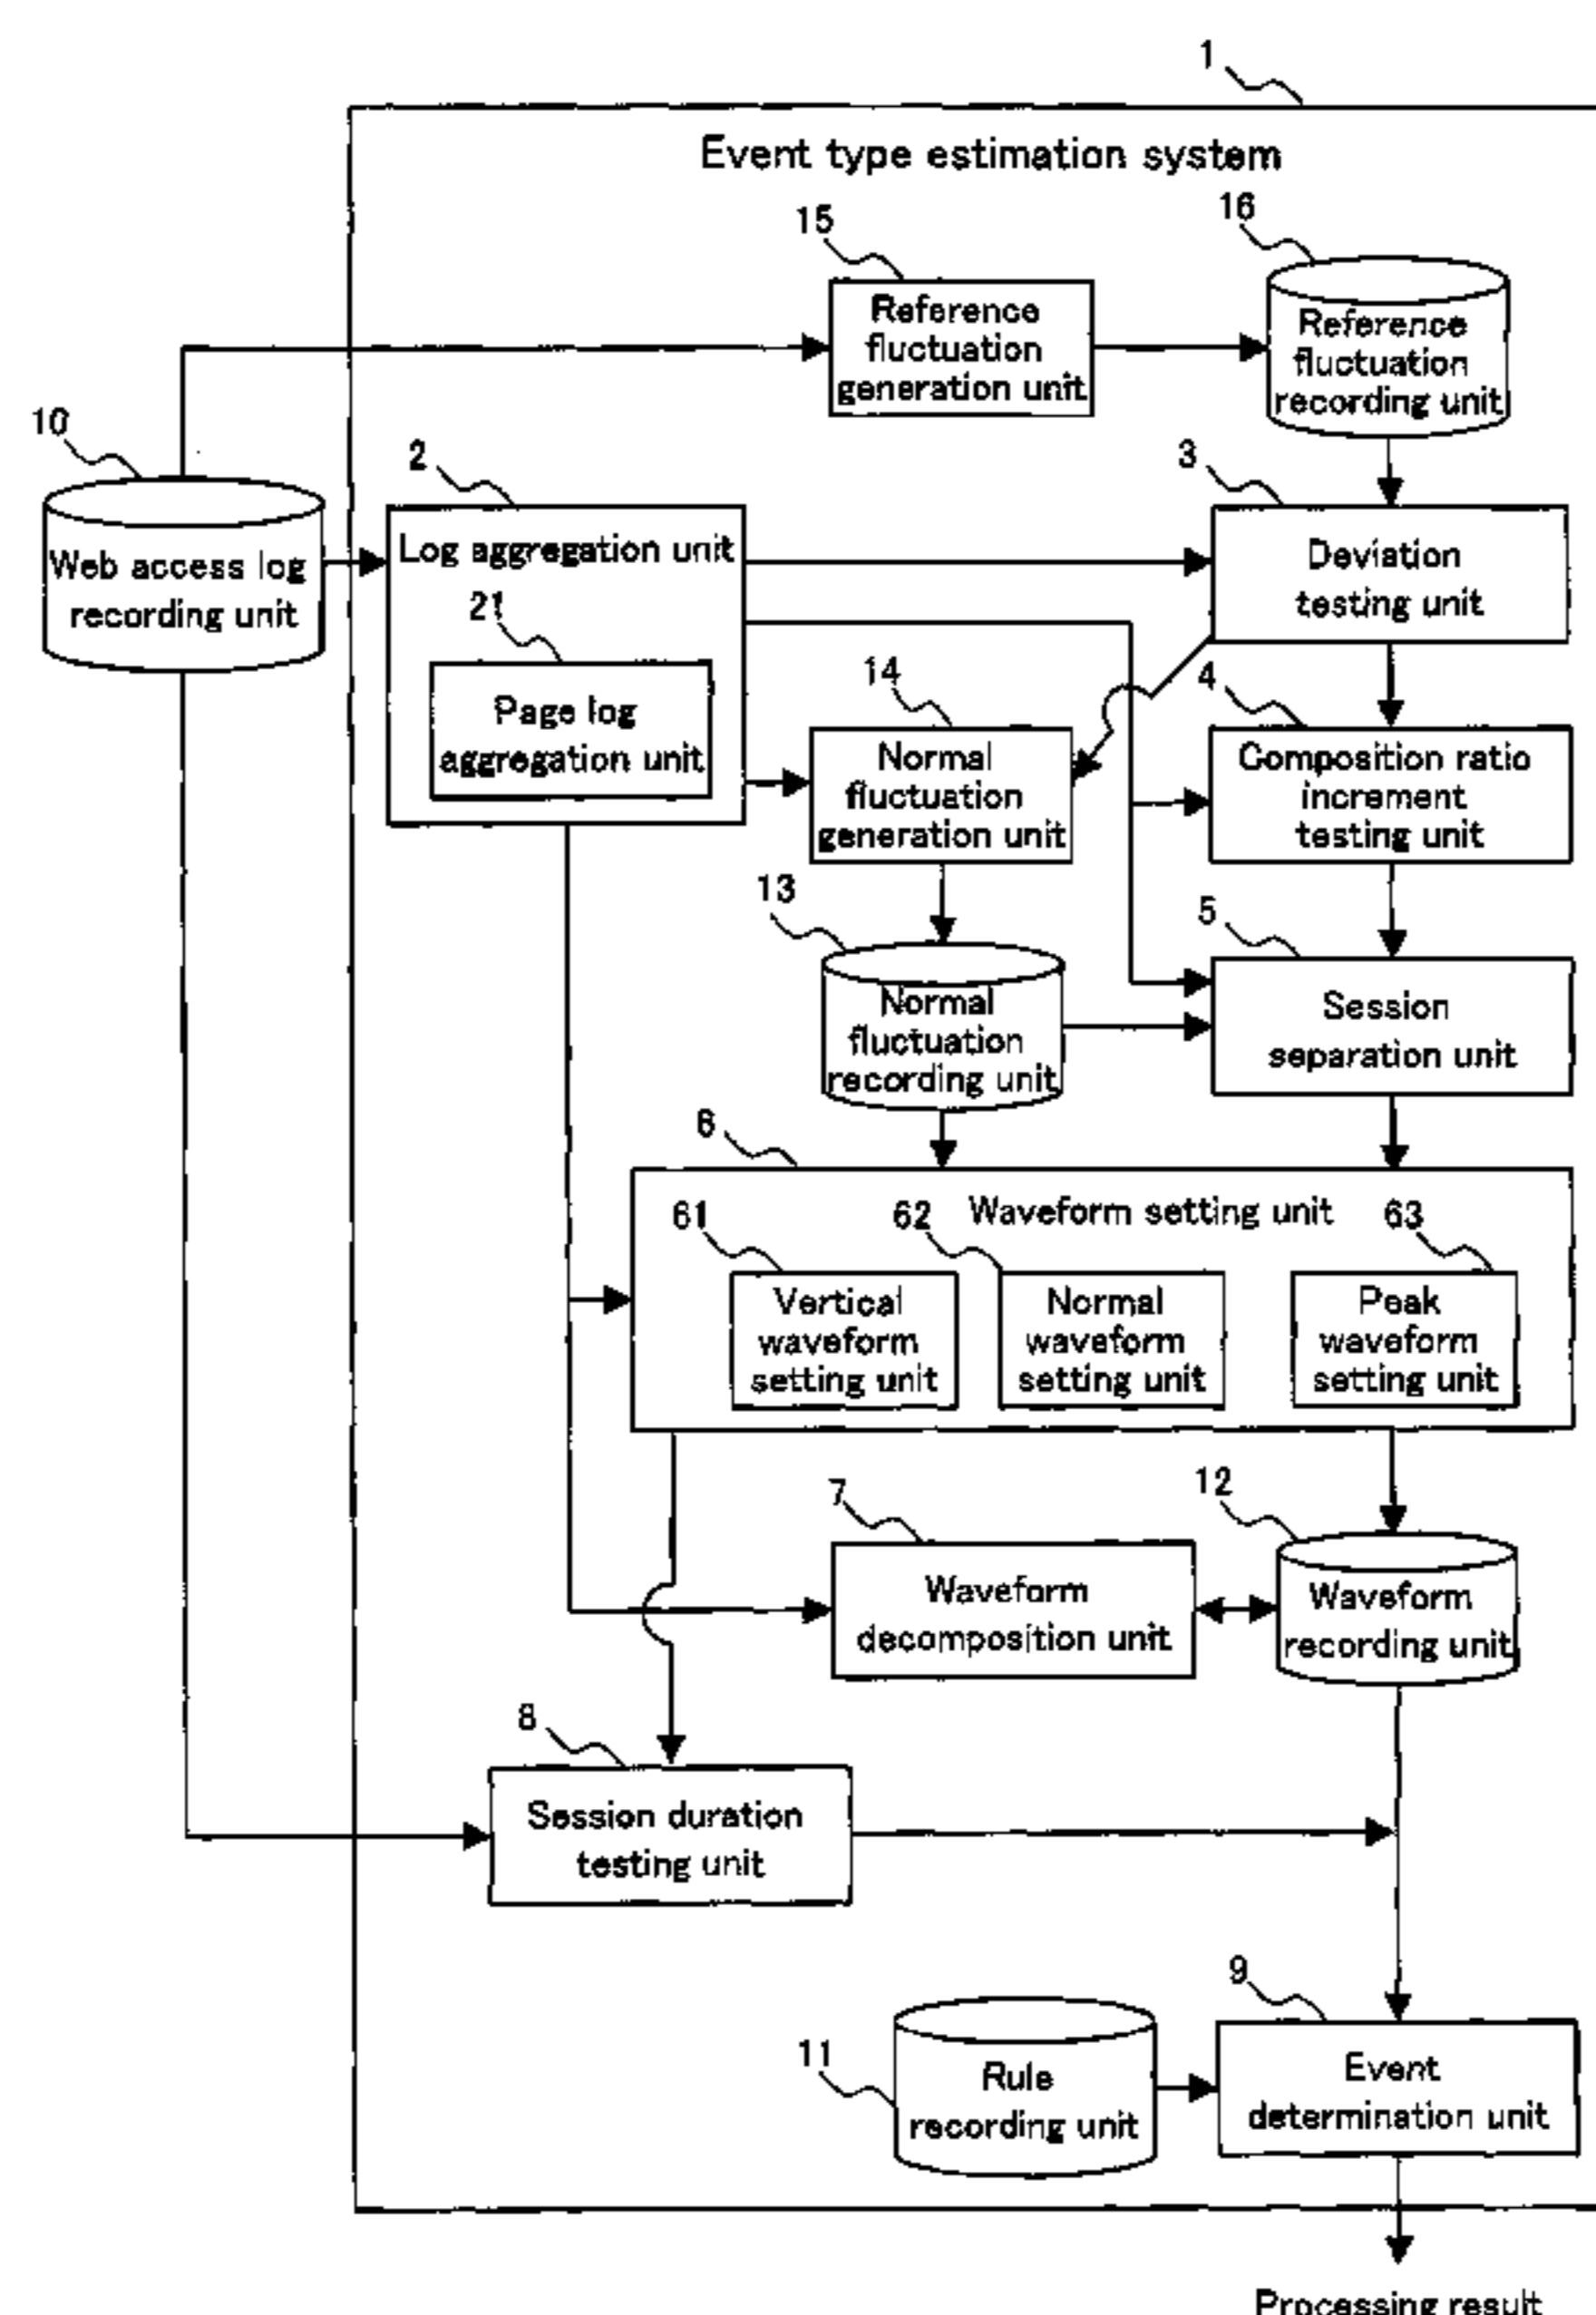 1
Event type estimation system
15
16
Reference
fluctuation
generation unit
Reference
fluctuation
recording unit
10
2
3
Web access log
recording unit
Log aggregation unit
Deviation
testing unit
21
Page log
aggregation unit
14
4
Normal
fluctuation
generation unit
Composition ratio
increment
testing unit
13
5
Normal
fluctuation
recording unit
Session
separation unit
6
Waveform setting unit
61
62
63
Vertical
waveform
setting unit
Normal
waveform
setting unit
Peak
waveform
setting unit
7
12
Waveform
decomposition unit
Waveform
recording unit
8
Session duration
testing unit
9
11
Rule
recording unit
Event
determination unit
Processing result